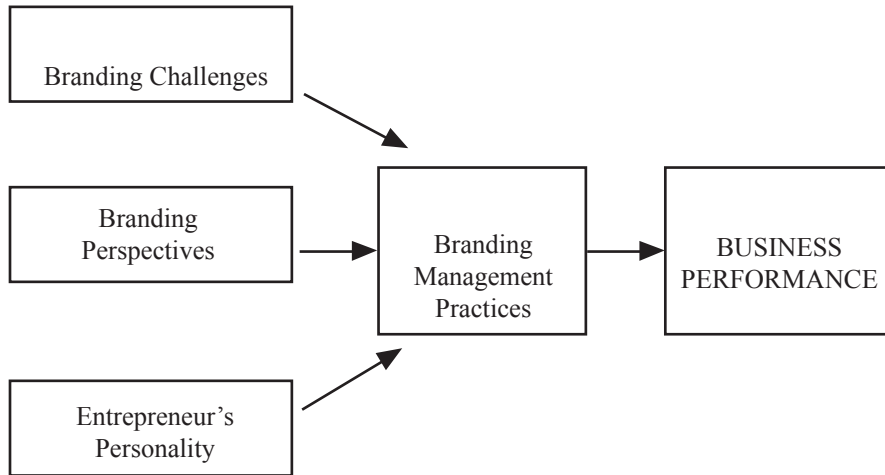 Branding Challenges
Branding
Perspectives
Entrepreneur’s
Personality
Branding
Management
Practices
BUSINESS
PERFORMANCE